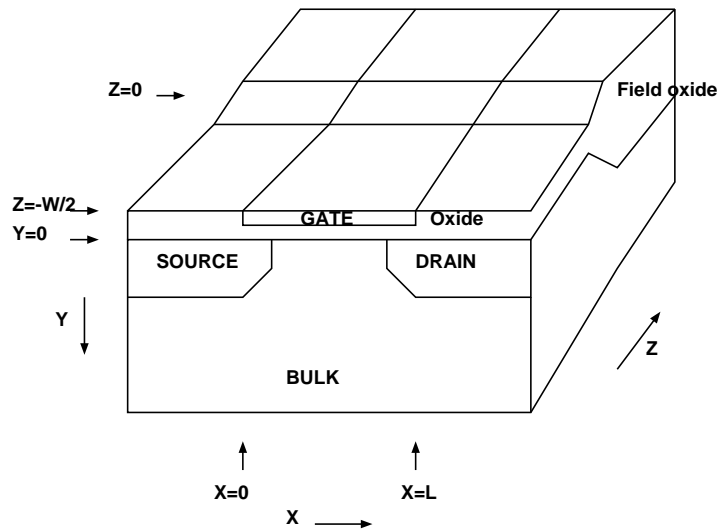 Z=0
Field oxide
Z=-W/2
GATE
Oxide
Y=0
SOURCE
DRAIN
Y
Z
BULK
X=0
X=L
X